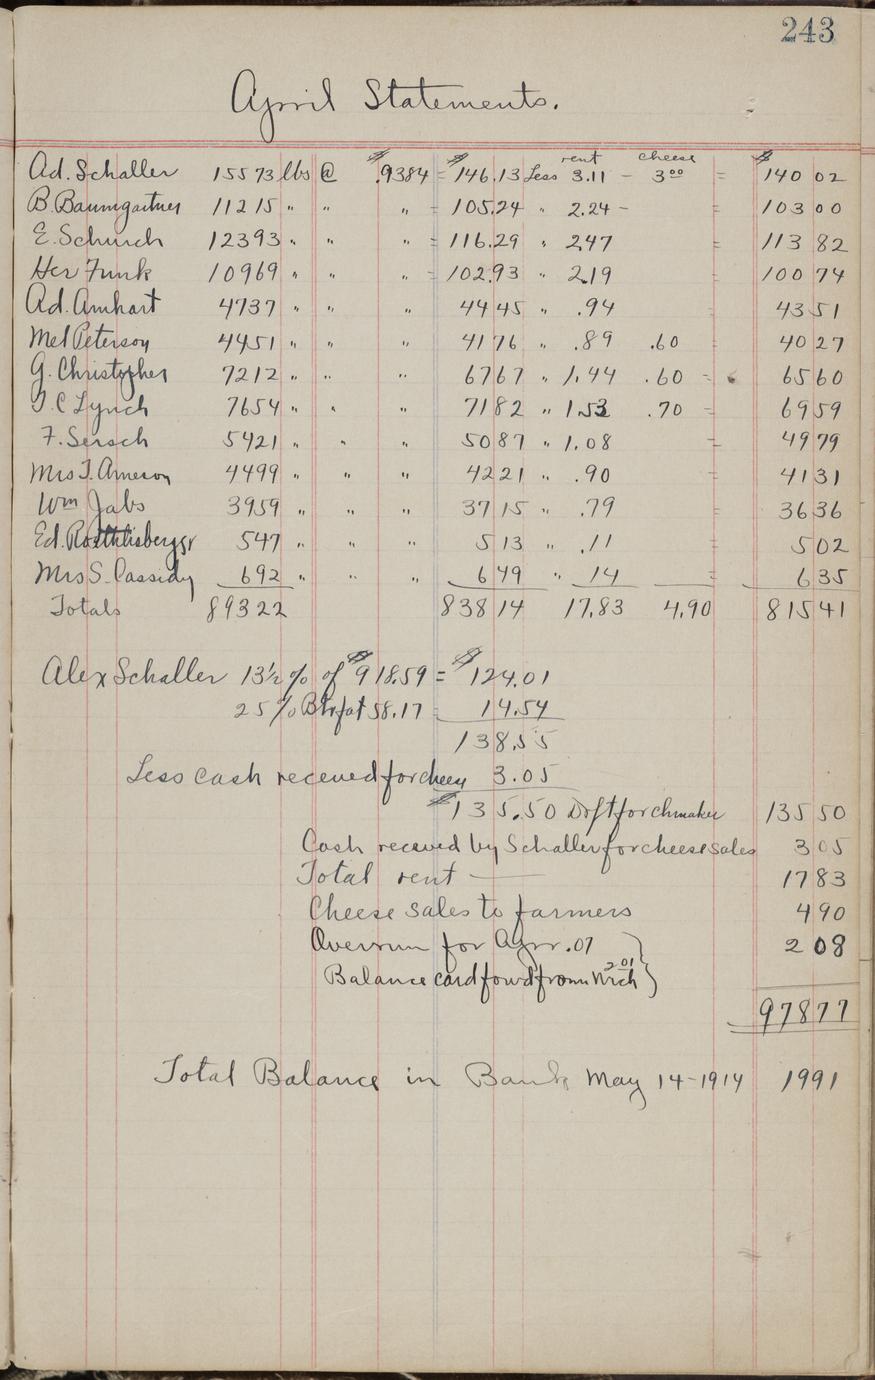 243
April Statements.
rent cheese
Ad. Schaller 15573 lbs @ $.9384 = $146.13 Less 3.11 - 3.00 = $140 02
B. Baumgartner 11215 " " " = 105.24 " 2.24 - = 103 00
E. Schurch 12393 " " " = 116.29 " 2.47 = 113 82
Her Funk 10969 " " " = 102.93 " 2.19 = 100 74
Ad. Amhart 4737 " " " 44 45 " .94 = 43 51
Mel Peterson 4451 " " " 41 76 " .89 .60 = 40 27
G. Christopher 7212 " " " 67 67 " 1.44 .60 = 65 60
T. C Lynch 7654 " " " 71 82 " 1.53 .70 = 69 59
F. Sersch 5421 " " " 50 87 " 1.08 = 49 79
Mrs T. Arneson 4499 " " " 42 21 " .90 = 41 31
Wm Jabs 3959 " " " 37 15 " .79 = 36 36
Ed. Roethlisberger 547 " " " 5 13 " .11 = 5 02
Mrs S. Cassidy 692 " " " 6 49 " 14 = 6 35
Totals 89322 838 14 17.83 4.90 815 41
Alex Schaller 13½ % of $918.59 = $124.01
25 % Btrfat 58.17 = 14.54
138.55
Less cash received for chees 3.05
$135.50 Drft for chmaker 135 50
Cash received by Schaller for cheese sales 3 05
Total rent — 17 83
Cheese sales to farmers 4 90
Overrun for Apr .07 } 2 08
Balance card fowd from Mrch 2.01
978 77
Total Balance in Bank May 14-1914 19 91